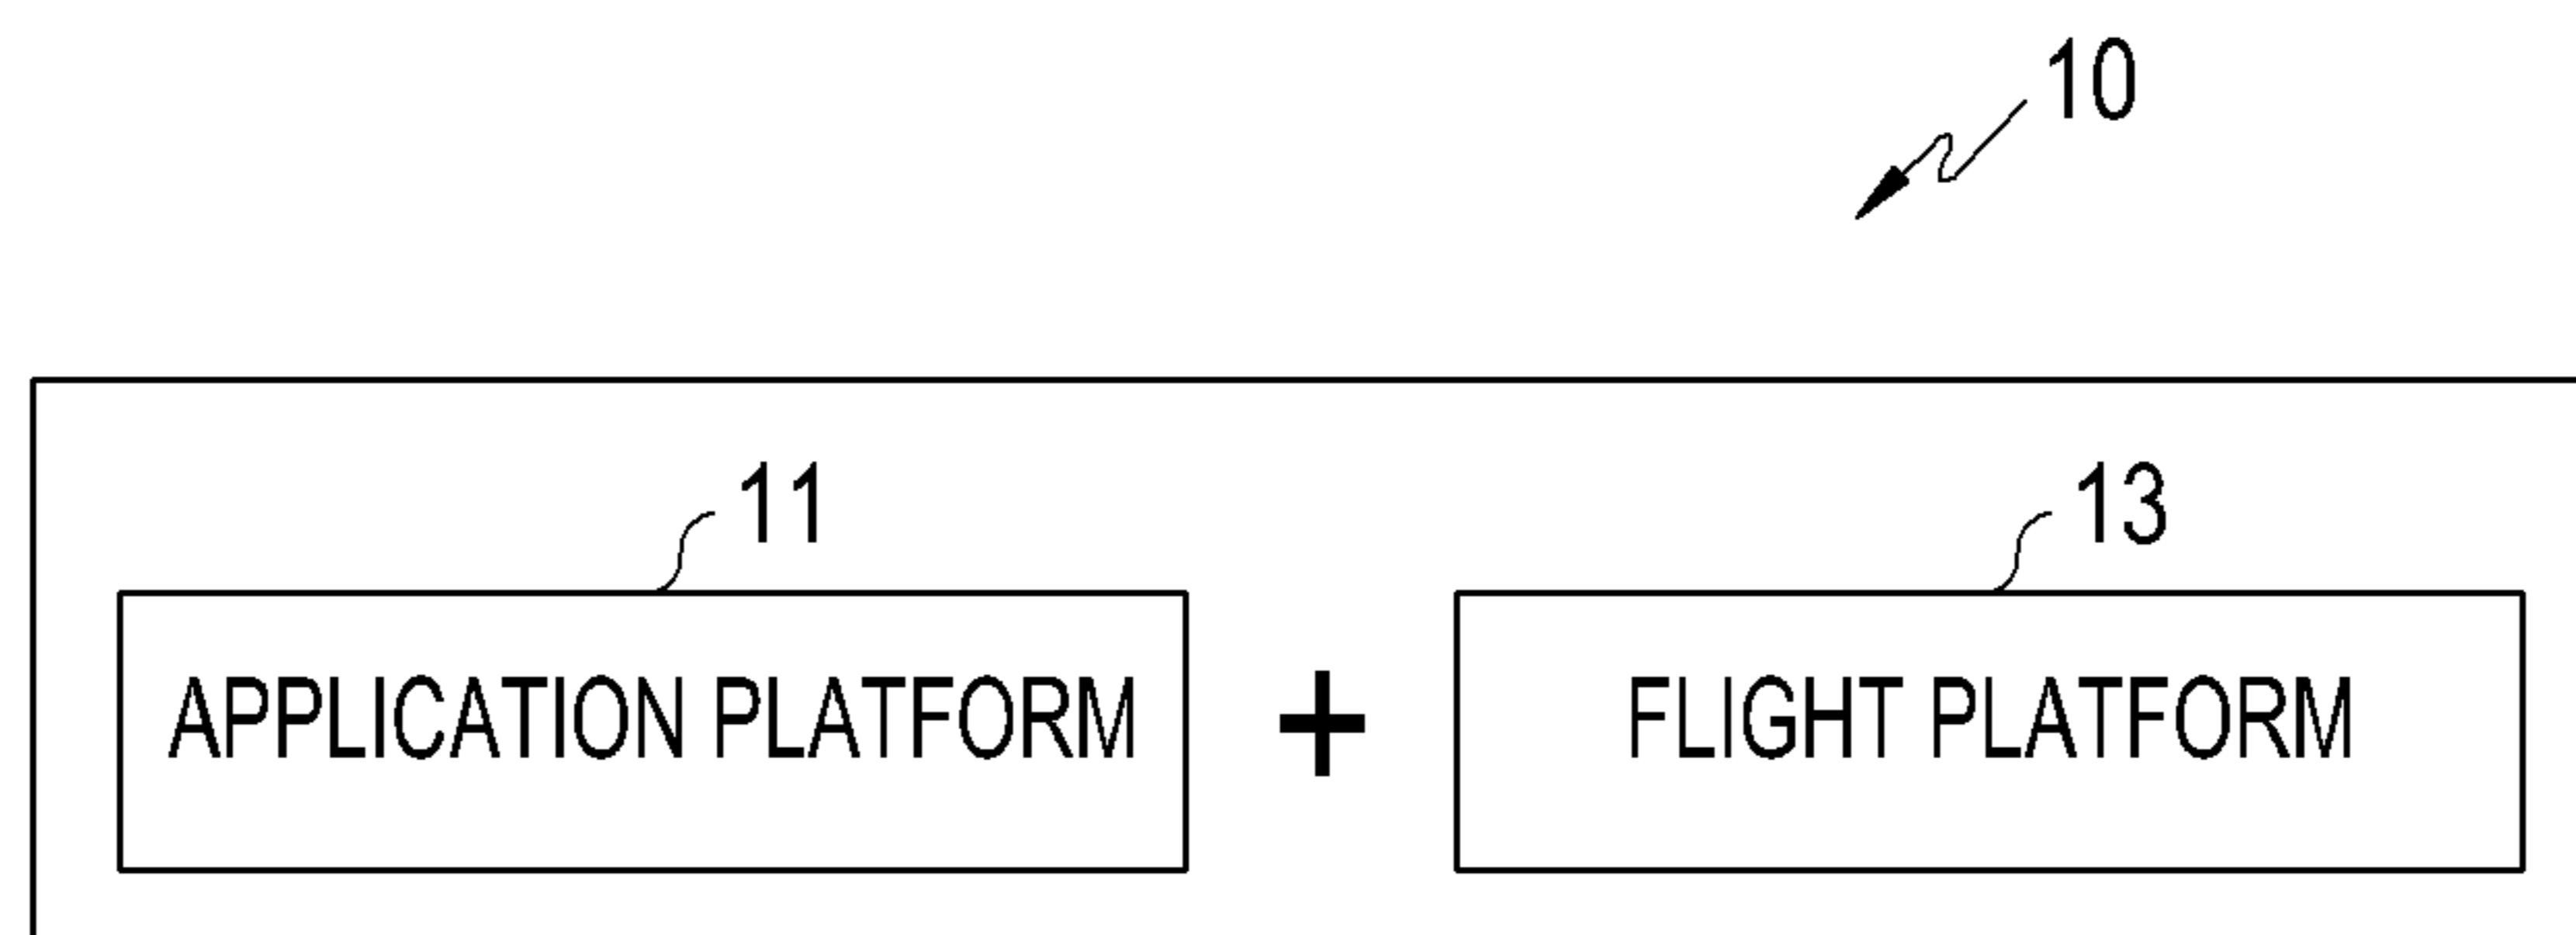 10
11
13
APPLICATION PLATFORM + FLIGHT PLATFORM